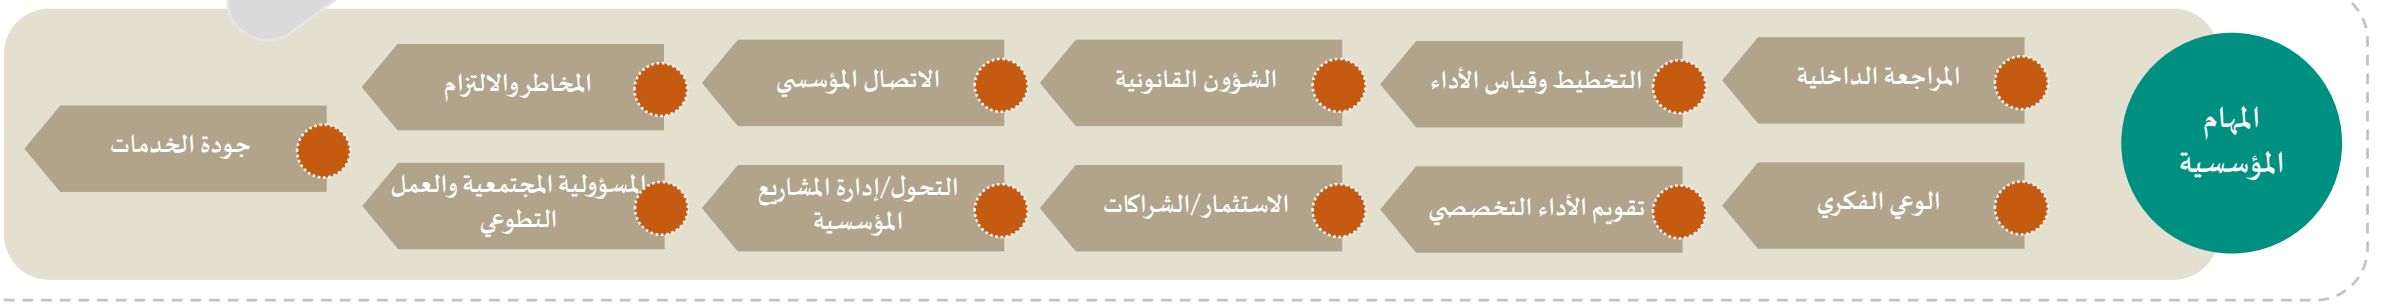 المهام
المؤسسية
المراجعة الداخلية
التخطيط وقياس الأداء
الشؤون القانونية
الاتصال المؤسسي
المخاطر والالتزام
الوعي الفكري
تقويم الأداء التخصصي
الاستثمار/الشراكات
التحول/إدارة المشاريع
المؤسسية
المسؤولية المجتمعية والعمل
التطوعي
جودة الخدمات